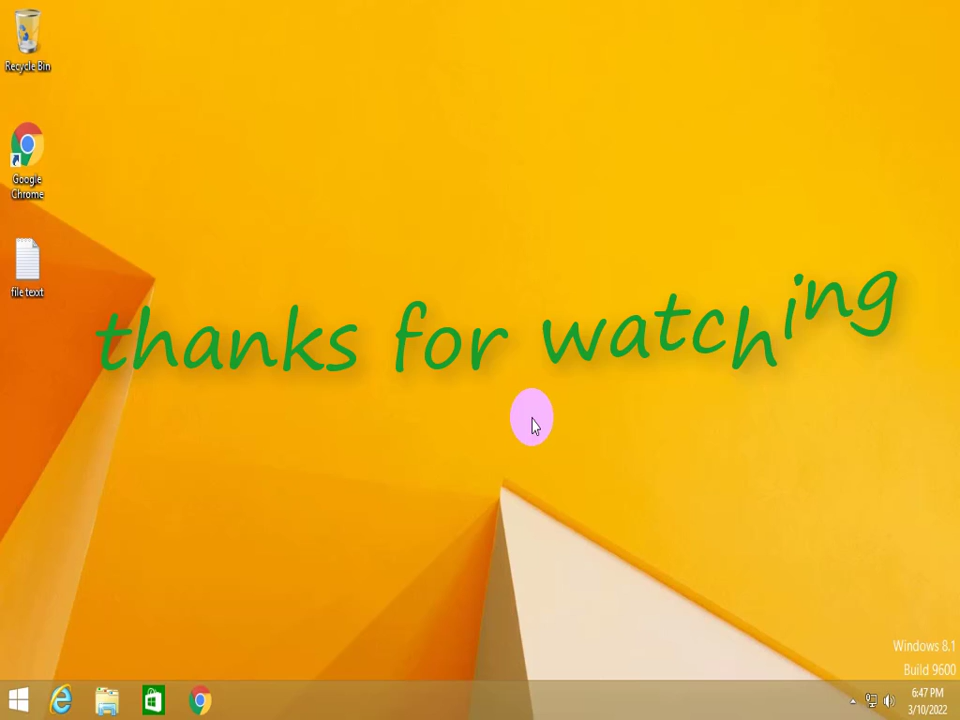 Recycle Bin
Google
Chrome
file texxt
thanks for watching
Windows 8.1
Build 9600
6:47 PM
3/10/2022